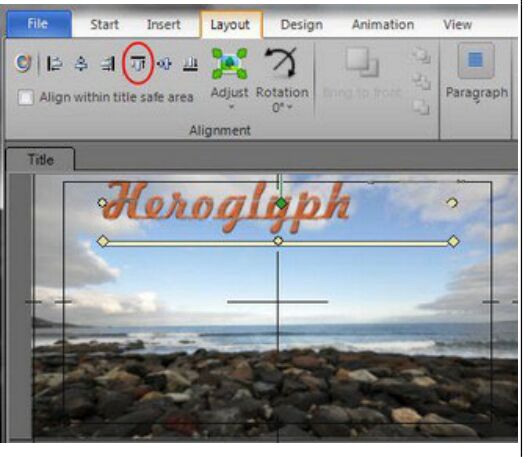 File Start Insert Layout Design Animation View
Align within title safe area
Adjust Rotation Bring to front Paragraph
0°
Alignment
Title
Heroglyph